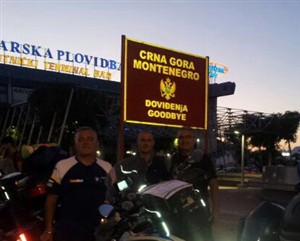 ARSKA PLOVIDB
CRNA GORA
MONTENEGRO
DOVIĐENJA
GOODBYE